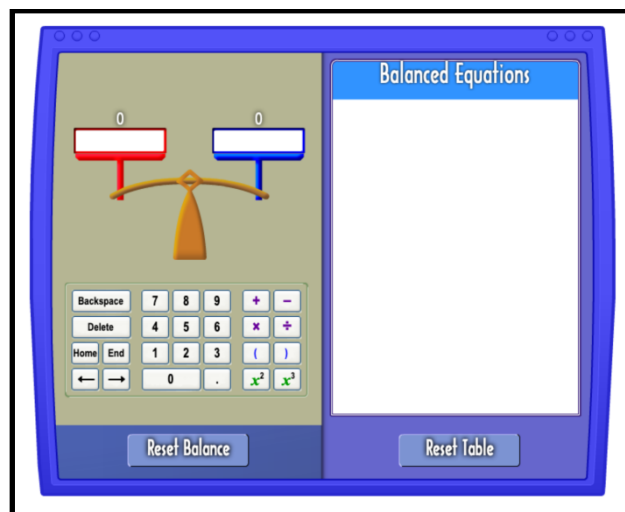 Balanced Equations
0 0
Backspace 7 8 9 + −
Delete 4 5 6 × ÷
Home End 1 2 3 ( )
← → 0 . x² x³
Reset Balance Reset Table